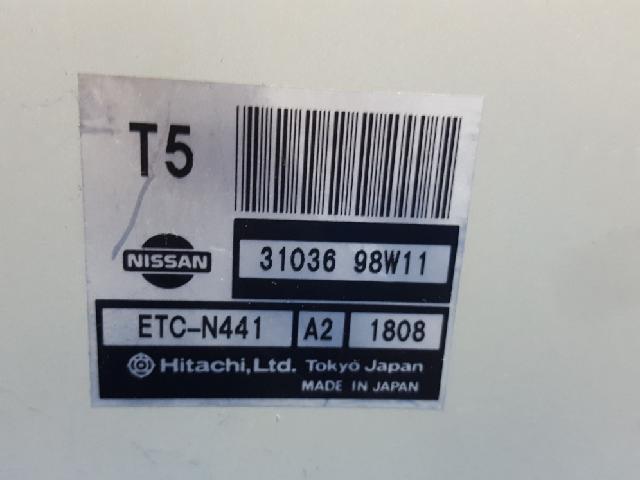 T5
NISSAN
31036 98W11
ETC-N441 A2 1808
Hitachi,Ltd. Tokyo Japan
MADE IN JAPAN